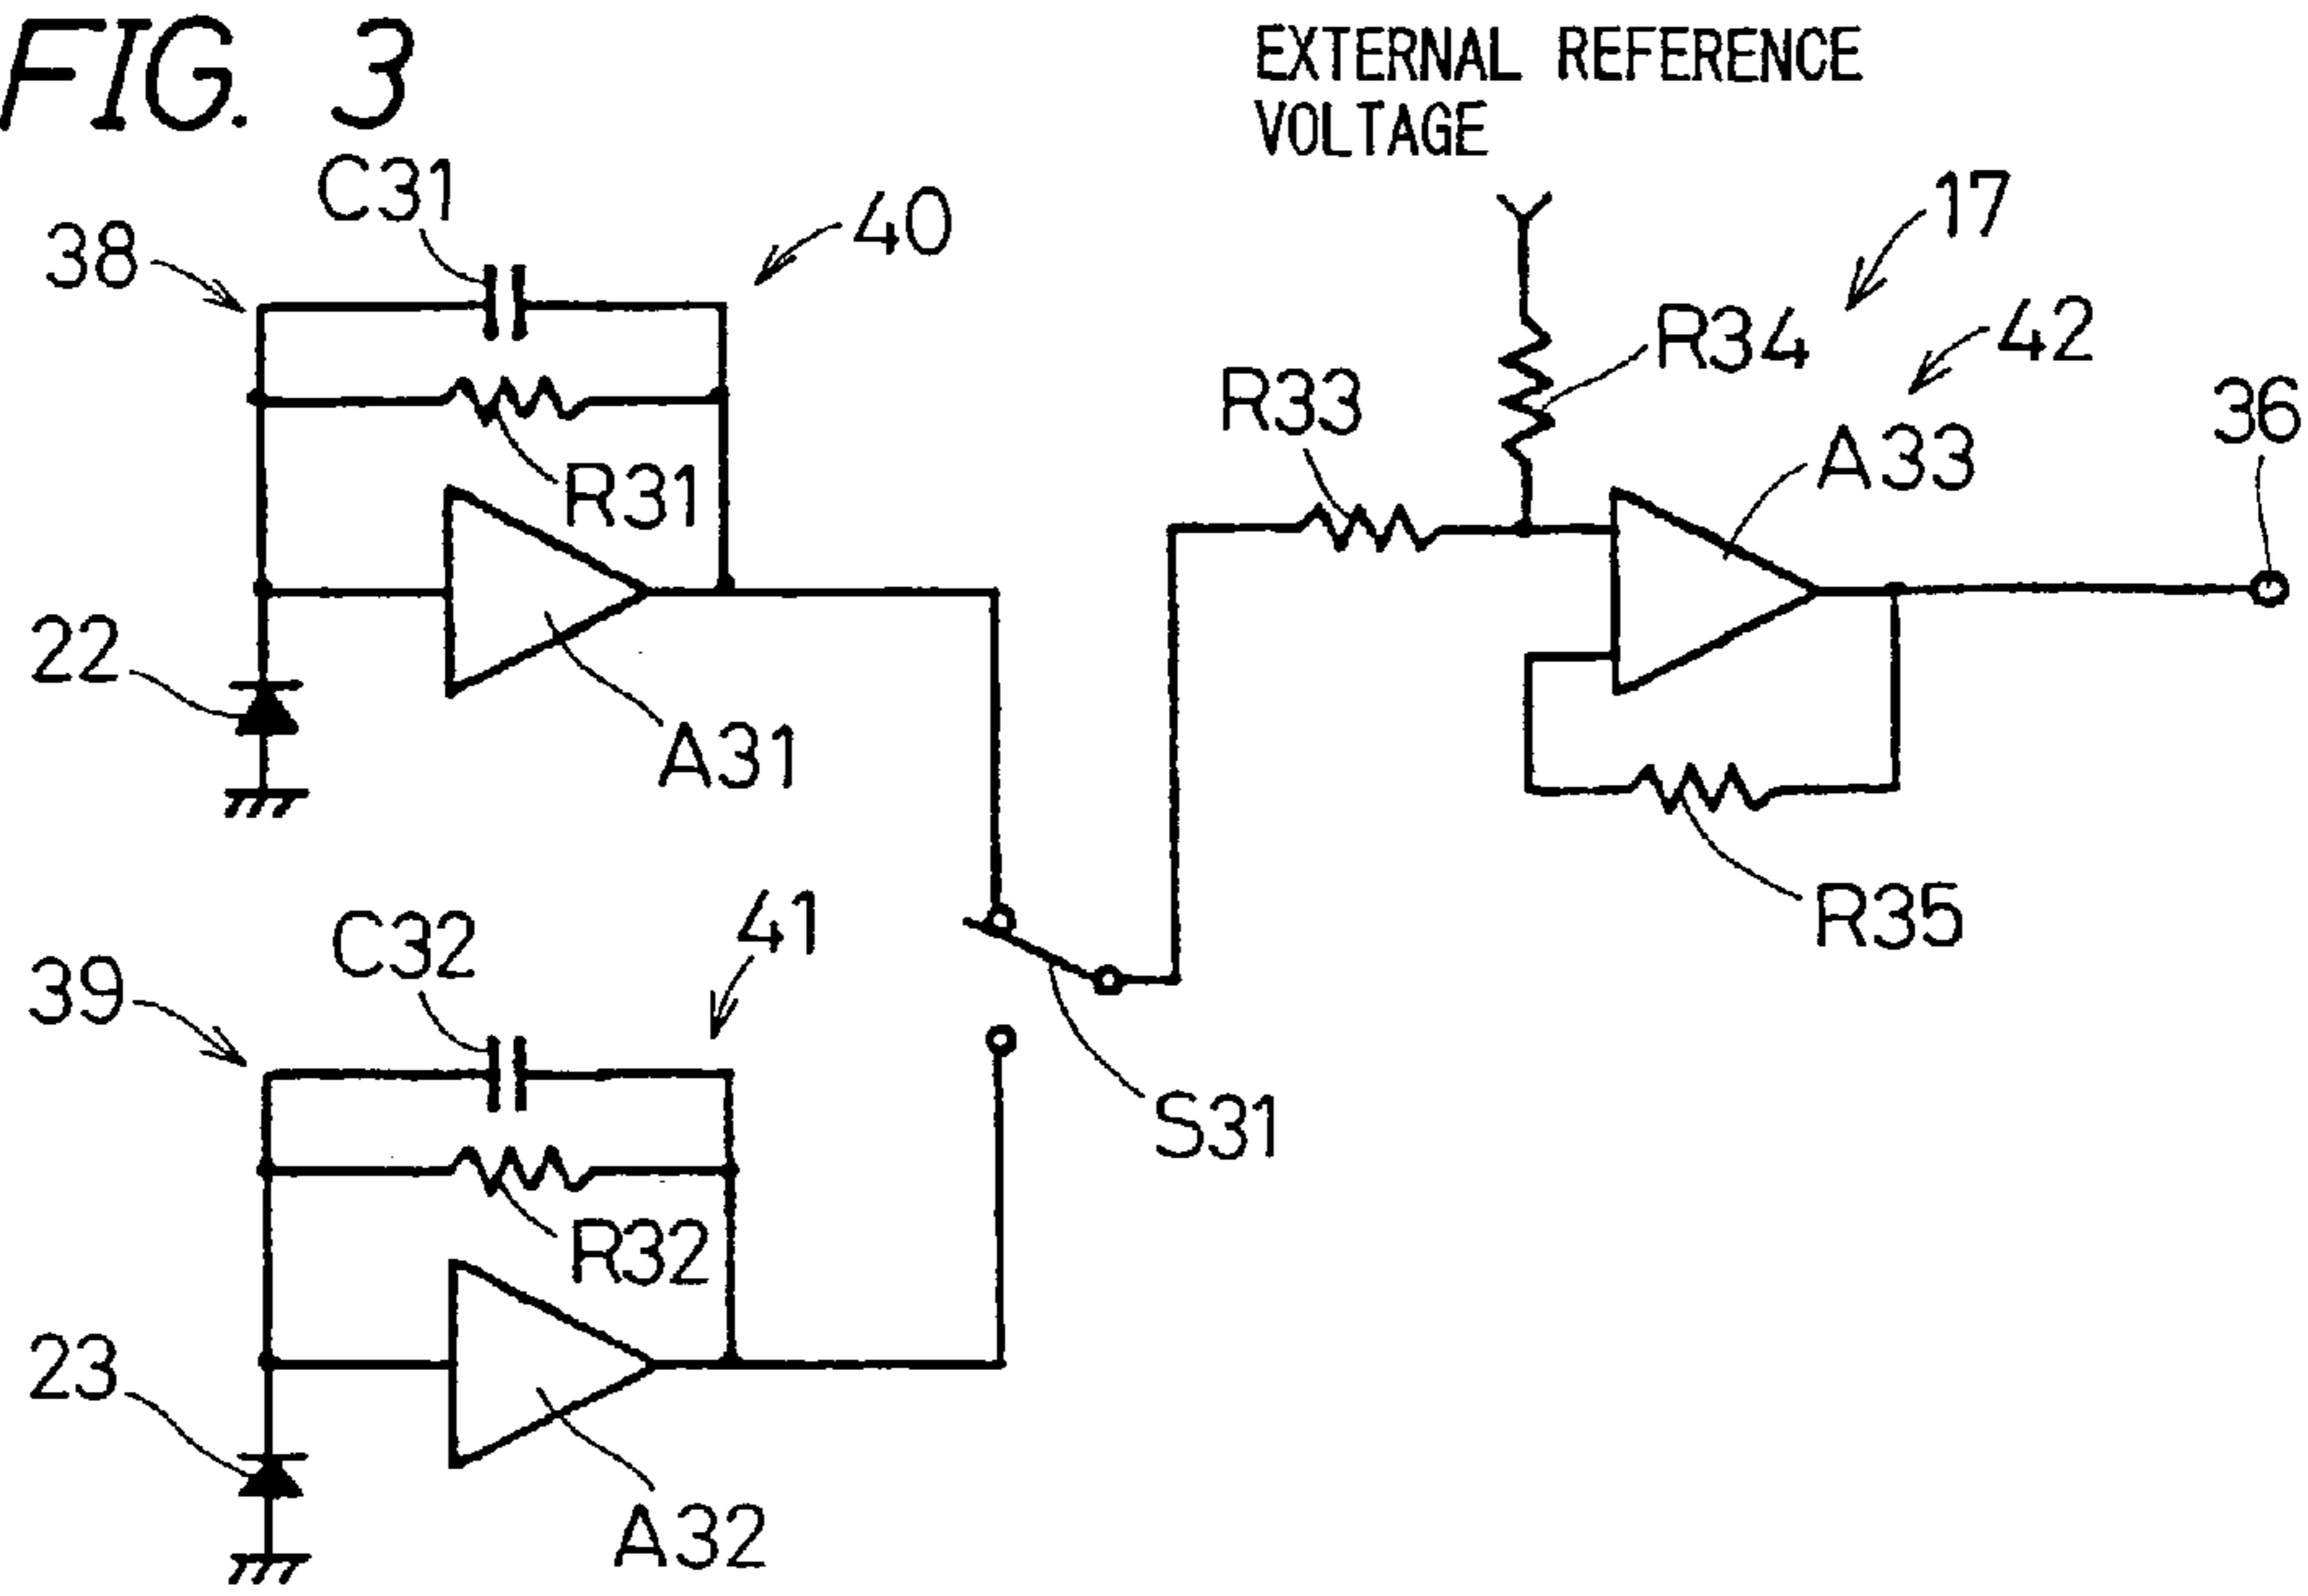 FIG. 3
EXTERNAL REFERENCE
VOLTAGE
C31
40
17
38
R34
42
R33
36
A33
R31
22
A31
R35
C32
41
39
S31
R32
23
A32